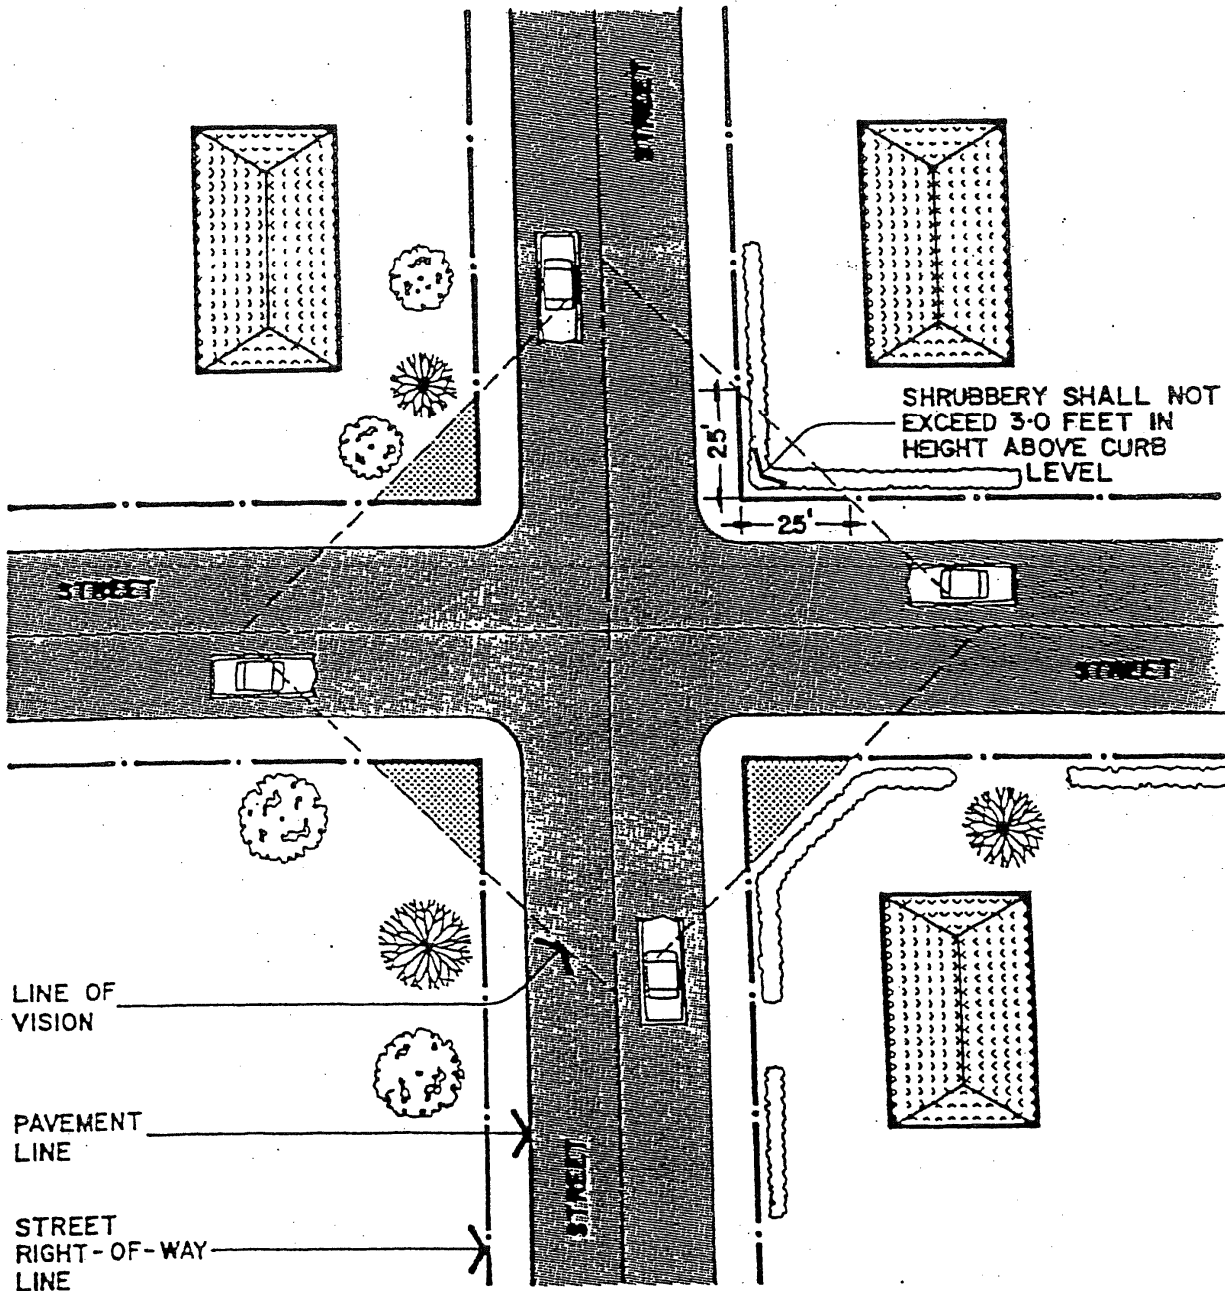 STREET
SHRUBBERY SHALL NOT
EXCEED 3-0 FEET IN
HEIGHT ABOVE CURB
LEVEL
25'
25'
STREET
STREET
LINE OF
VISION
PAVEMENT
LINE
STREET
STREET
RIGHT-OF-WAY
LINE